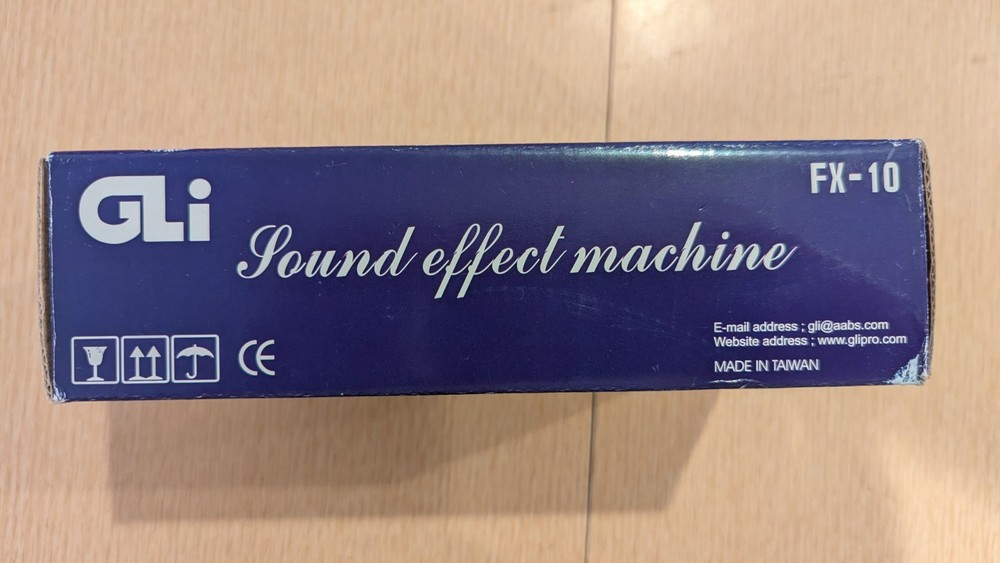 GLi
FX-10
Sound effect machine
E-mail address ; gli@aabs.com
Website address ; www.glipro.com
CE
MADE IN TAIWAN